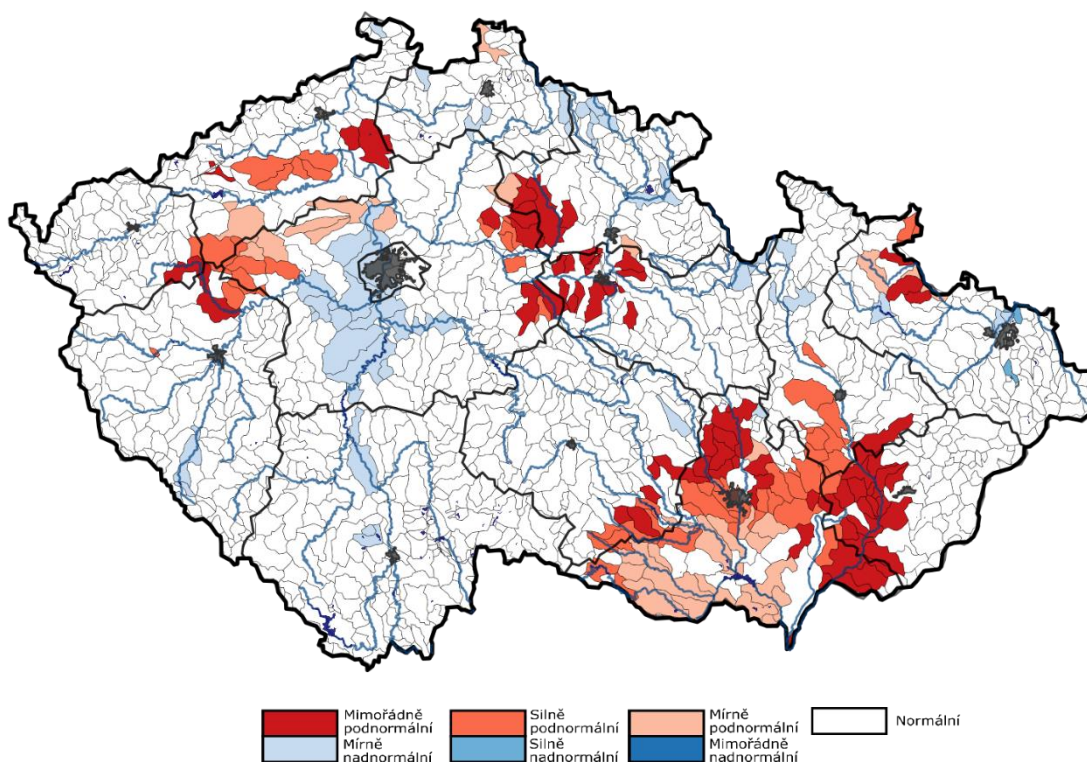 Mimořádně
podnormální
Silně
podnormální
Mírně
podnormální
Normální
Mírně
nadnormální
Silně
nadnormální
Mimořádně
nadnormální